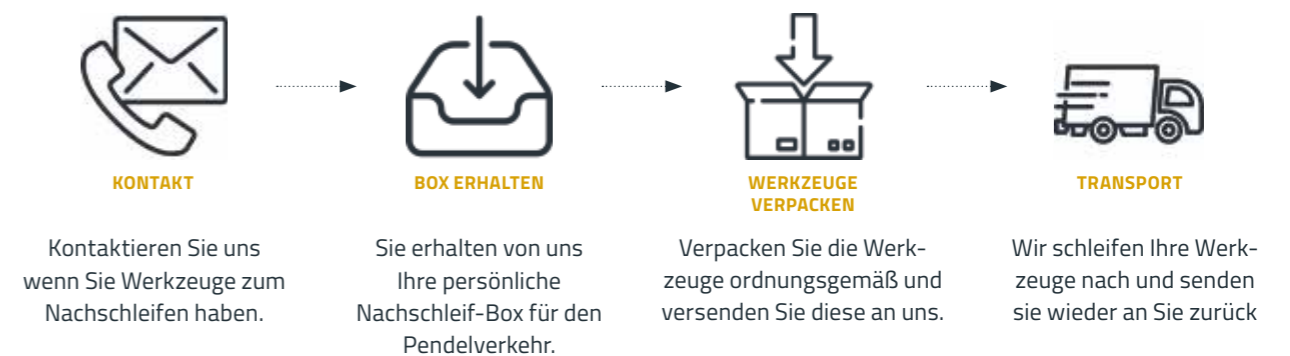 KONTAKT
Kontaktieren Sie uns
wenn Sie Werkzeuge zum
Nachschleifen haben.
BOX ERHALTEN
Sie erhalten von uns
Ihre persönliche
Nachschleif-Box für den
Pendelverkehr.
WERKZEUGE
VERPACKEN
Verpacken Sie die Werk-
zeuge ordnungsgemäß und
versenden Sie diese an uns.
TRANSPORT
Wir schleifen Ihre Werk-
zeuge nach und senden
sie wieder an Sie zurück